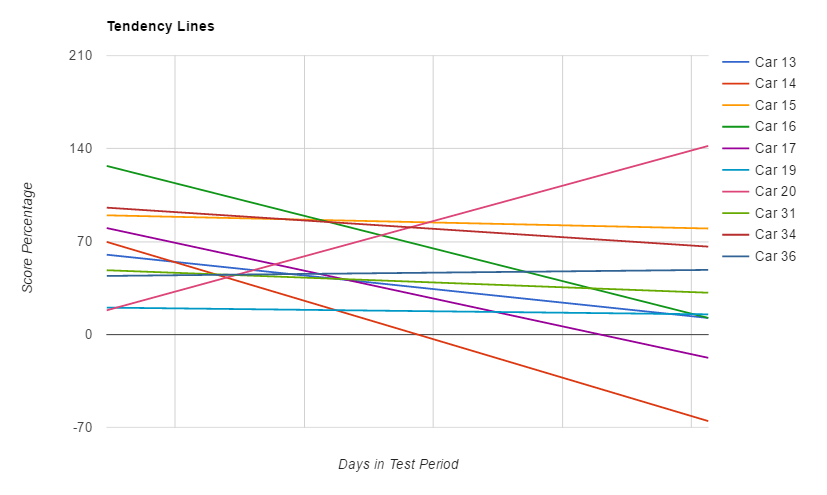 Tendency Lines
210
140
70
0
-70
Score Percentage
Days in Test Period
Car 13
Car 14
Car 15
Car 16
Car 17
Car 19
Car 20
Car 31
Car 34
Car 36